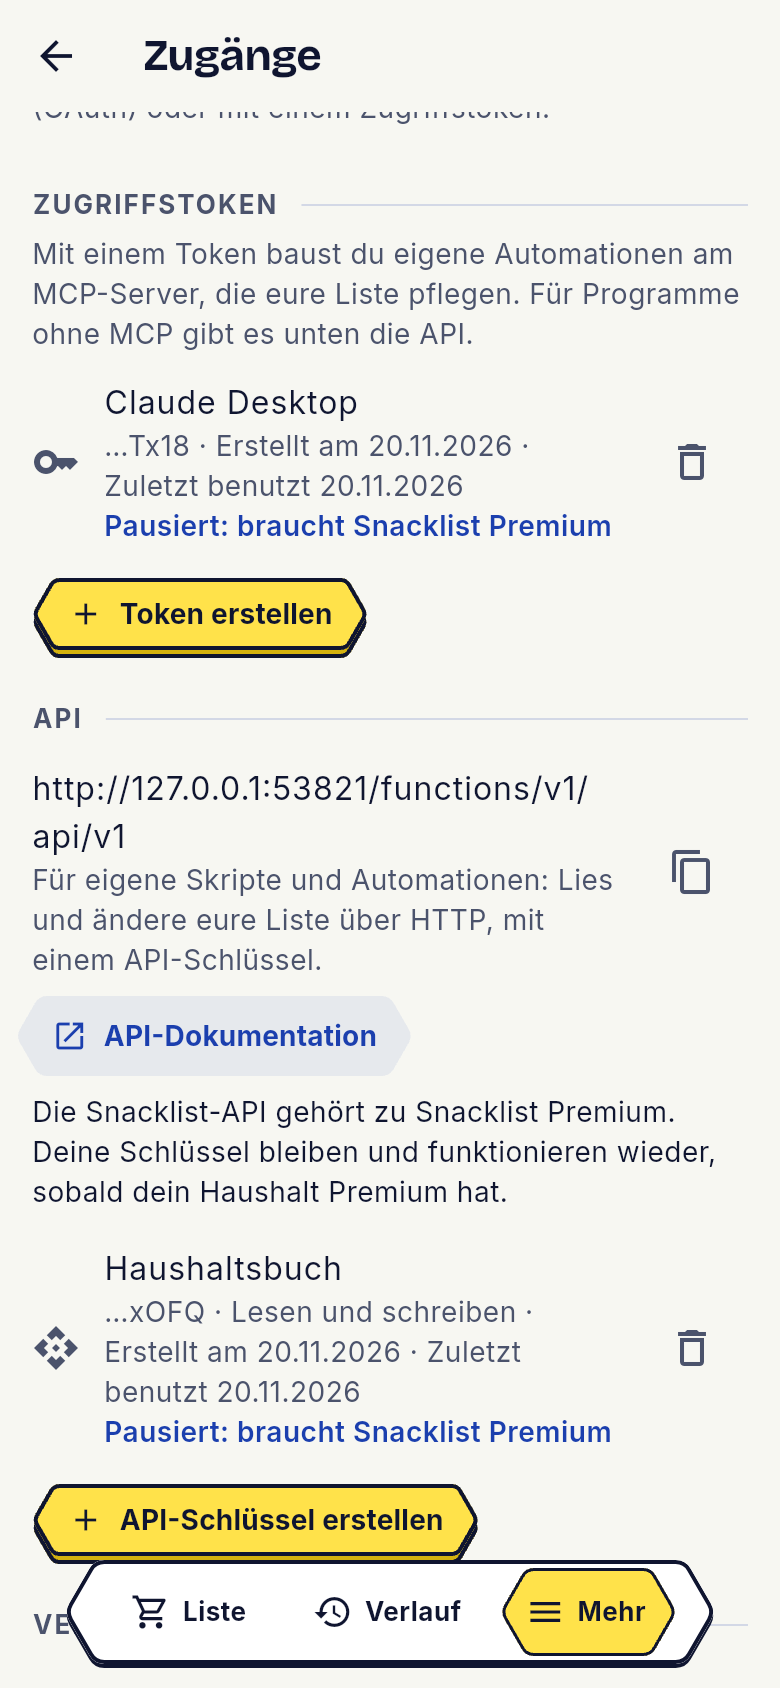 Zugänge
(OAuth) oder mit einem Zugriffstoken.
ZUGRIFFSTOKEN
Mit einem Token baust du eigene Automationen am
MCP-Server, die eure Liste pflegen. Für Programme
ohne MCP gibt es unten die API.
Claude Desktop
…Tx18 · Erstellt am 20.11.2026 ·
Zuletzt benutzt 20.11.2026
Pausiert: braucht Snacklist Premium
Token erstellen
API
http://127.0.0.1:53821/functions/v1/
api/v1
Für eigene Skripte und Automationen: Lies
und ändere eure Liste über HTTP, mit
einem API-Schlüssel.
API-Dokumentation
Die Snacklist-API gehört zu Snacklist Premium.
Deine Schlüssel bleiben und funktionieren wieder,
sobald dein Haushalt Premium hat.
Haushaltsbuch
…xOFQ · Lesen und schreiben ·
Erstellt am 20.11.2026 · Zuletzt
benutzt 20.11.2026
Pausiert: braucht Snacklist Premium
API-Schlüssel erstellen
Liste
Verlauf
Mehr